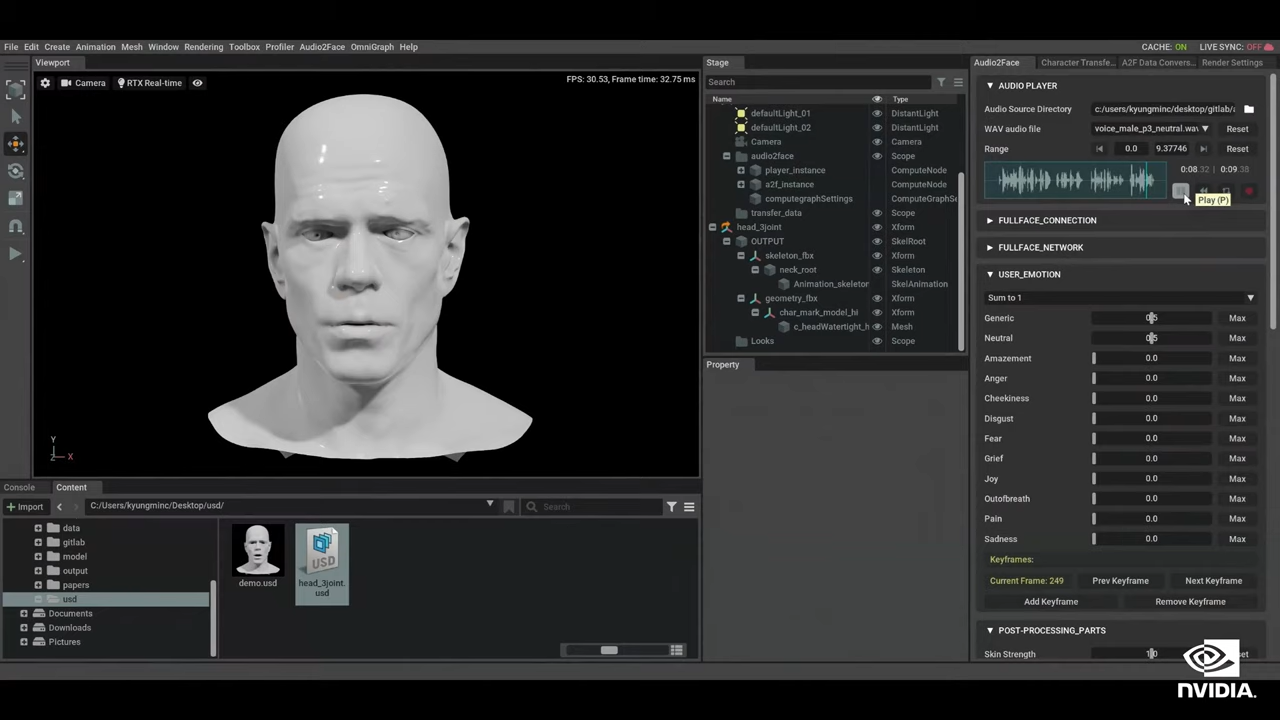 File Edit Create Animation Mesh Window Rendering Toolbox Profiler Audio2Face OmniGraph Help
CACHE: ON LIVE SYNC: OFF
Viewport
Camera RTX Real-time
FPS: 30.53, Frame time: 32.75 ms
Stage
Search
Name Type
defaultLight_01 DistantLight
defaultLight_02 DistantLight
Camera Camera
audio2face Scope
player_instance ComputeNode
a2f_instance ComputeNode
computegraphSettings ComputeGraphSe
transfer_data Scope
head_3joint Xform
OUTPUT SkelRoot
skeleton_fbx Xform
neck_root Skeleton
Animation_skeleton SkelAnimation
geometry_fbx Xform
char_mark_model_hi Xform
c_headWatertight_h Mesh
Looks Scope
Property
Audio2Face Character Transfe.. A2F Data Convers.. Render Settings
AUDIO PLAYER
Audio Source Directory c:/users/kyungminc/desktop/gitlab/
WAV audio file voice_male_p3_neutral.wav Reset
Range 0.0 9.37746 Reset
0:08.32 | 0:09.38
Play (P)
FULLFACE_CONNECTION
FULLFACE_NETWORK
USER_EMOTION
Sum to 1
Generic 0.5 Max
Neutral 0.5 Max
Amazement 0.0 Max
Anger 0.0 Max
Cheekiness 0.0 Max
Disgust 0.0 Max
Fear 0.0 Max
Grief 0.0 Max
Joy 0.0 Max
Outofbreath 0.0 Max
Pain 0.0 Max
Sadness 0.0 Max
Keyframes:
Current Frame: 249 Prev Keyframe Next Keyframe
Add Keyframe Remove Keyframe
POST-PROCESSING_PARTS
Skin Strength 1.0
Console Content
Import C:/Users/kyungminc/Desktop/usd/ Search
data
gitlab
model
output
papers
usd
Documents
Downloads
Pictures
demo.usd
USD
head_3joint.
usd
X
Y
Z
NVIDIA.